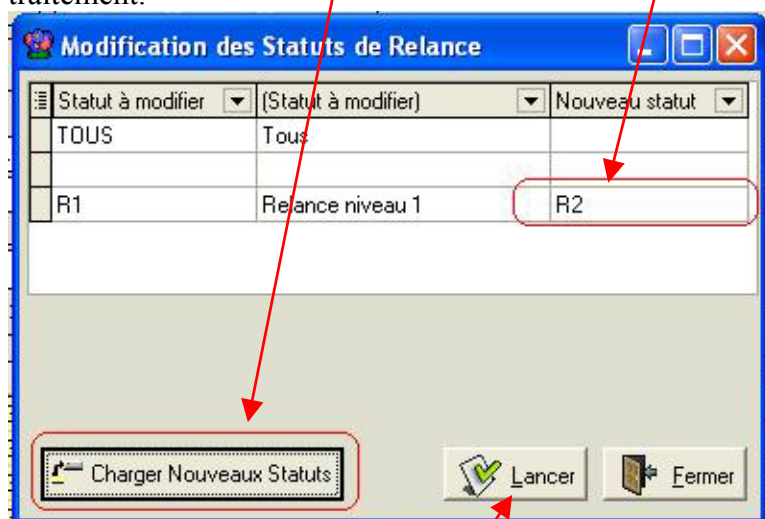 traitement.
Modification des Statuts de Relance
Statut à modifier (Statut à modifier) Nouveau statut
TOUS Tous
R1 Relance niveau 1 R2
Charger Nouveaux Statuts Lancer Fermer